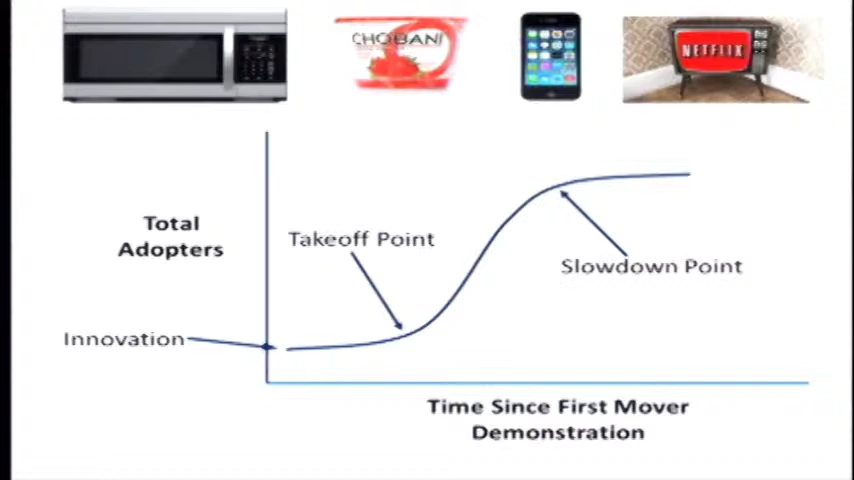 CHOBANI
NETFLIX
Total
Adopters
Takeoff Point
Slowdown Point
Innovation
Time Since First Mover
Demonstration